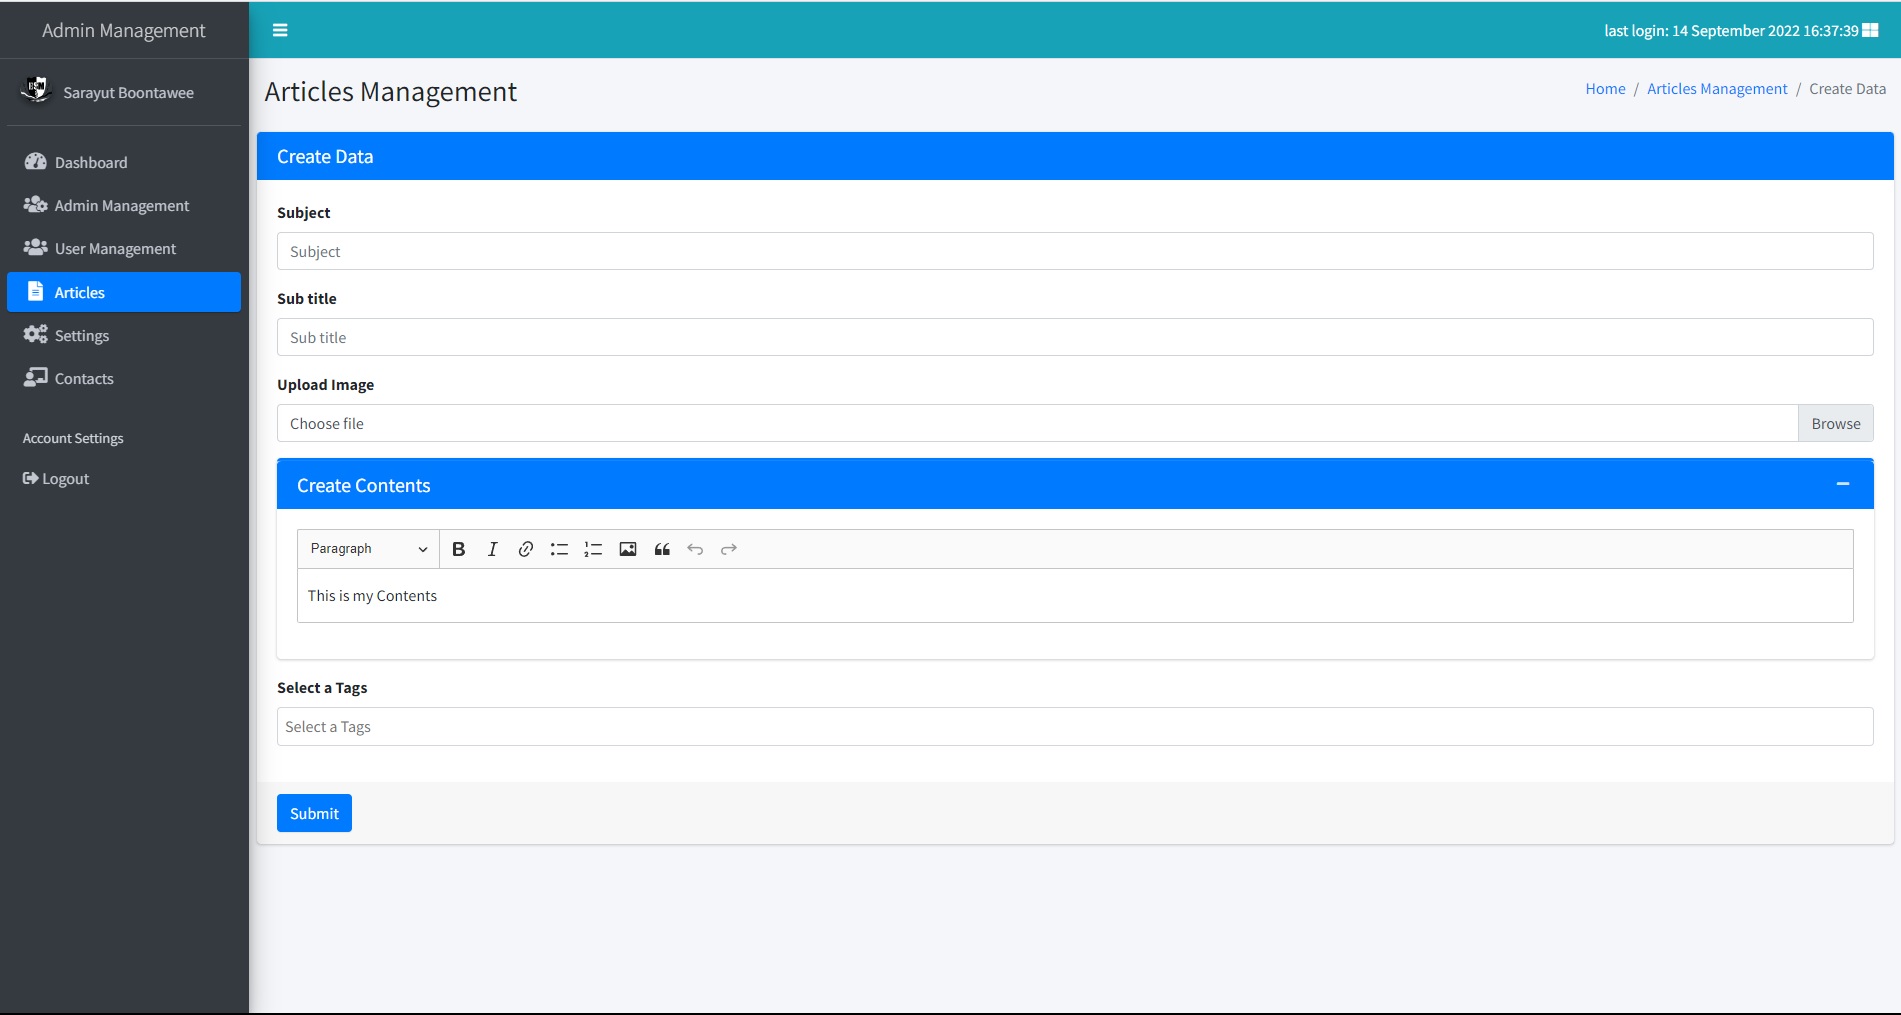 Admin Management
last login: 14 September 2022 16:37:39
Sarayut Boontawee
Dashboard
Admin Management
User Management
Articles
Settings
Contacts
Account Settings
Logout
Articles Management
Home / Articles Management / Create Data
Create Data
Subject
Subject
Sub title
Sub title
Upload Image
Choose file
Browse
Create Contents
Paragraph
This is my Contents
Select a Tags
Select a Tags
Submit